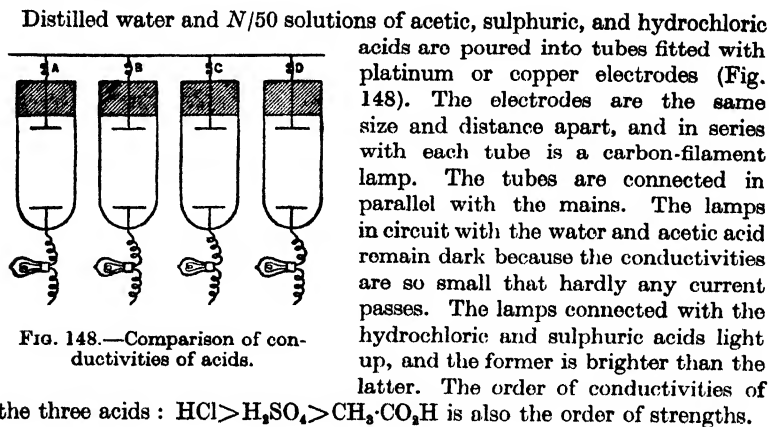 Distilled water and N/50 solutions of acetic, sulphuric, and hydrochloric
acids are poured into tubes fitted with
platinum or copper electrodes (Fig.
148). The electrodes are the same
size and distance apart, and in series
with each tube is a carbon-filament
lamp. The tubes are connected in
parallel with the mains. The lamps
in circuit with the water and acetic acid
remain dark because the conductivities
are so small that hardly any current
passes. The lamps connected with the
hydrochloric and sulphuric acids light
up, and the former is brighter than the
latter. The order of conductivities of
the three acids : HCl>H₂SO₄>CH₃·CO₂H is also the order of strengths.
A B C D
FIG. 148.—Comparison of con-
ductivities of acids.